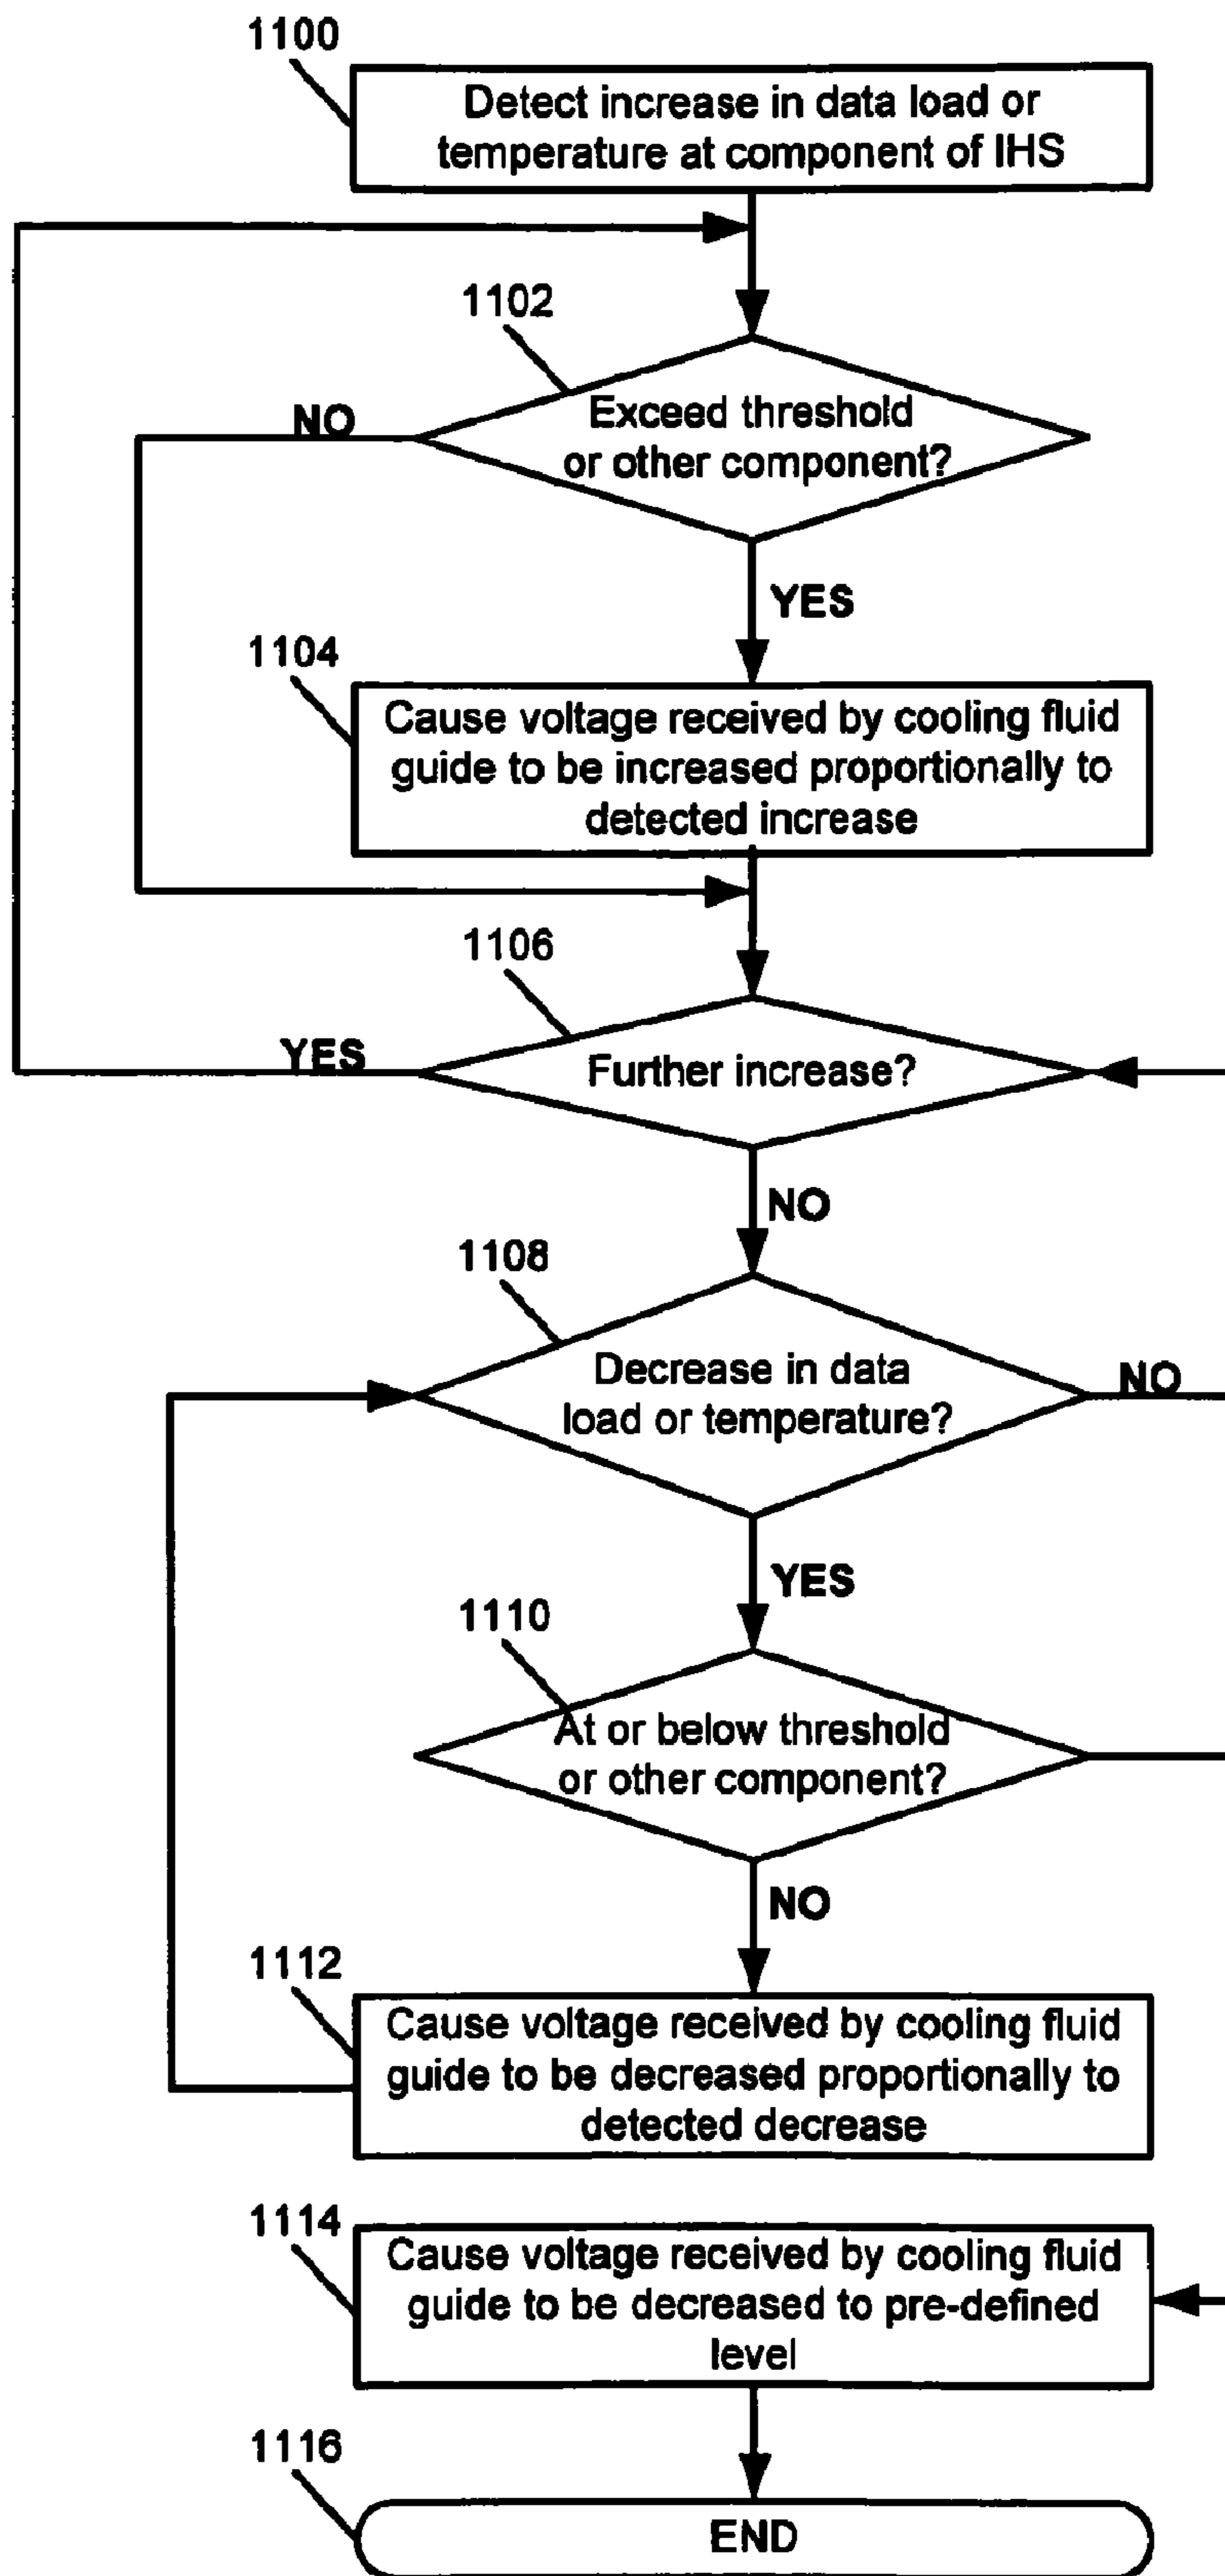 1100
Detect increase in data load or
temperature at component of IHS
1102
Exceed threshold
or other component?
NO
YES
1104
Cause voltage received by cooling fluid
guide to be increased proportionally to
detected increase
1106
Further increase?
YES
NO
1108
Decrease in data
load or temperature?
NO
YES
1110
At or below threshold
or other component?
NO
1112
Cause voltage received by cooling fluid
guide to be decreased proportionally to
detected decrease
1114
Cause voltage received by cooling fluid
guide to be decreased to pre-defined
level
1116
END